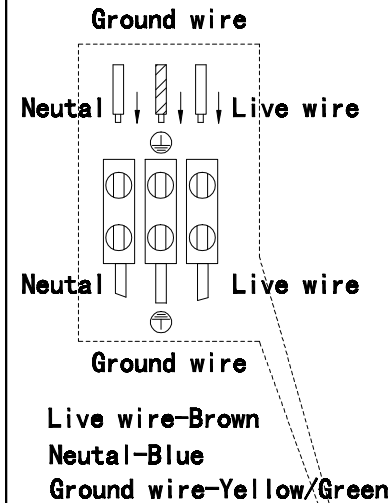 Ground wire
Neutal Live wire
Neutal Live wire
Ground wire
Live wire-Brown
Neutal-Blue
Ground wire-Yellow/Green